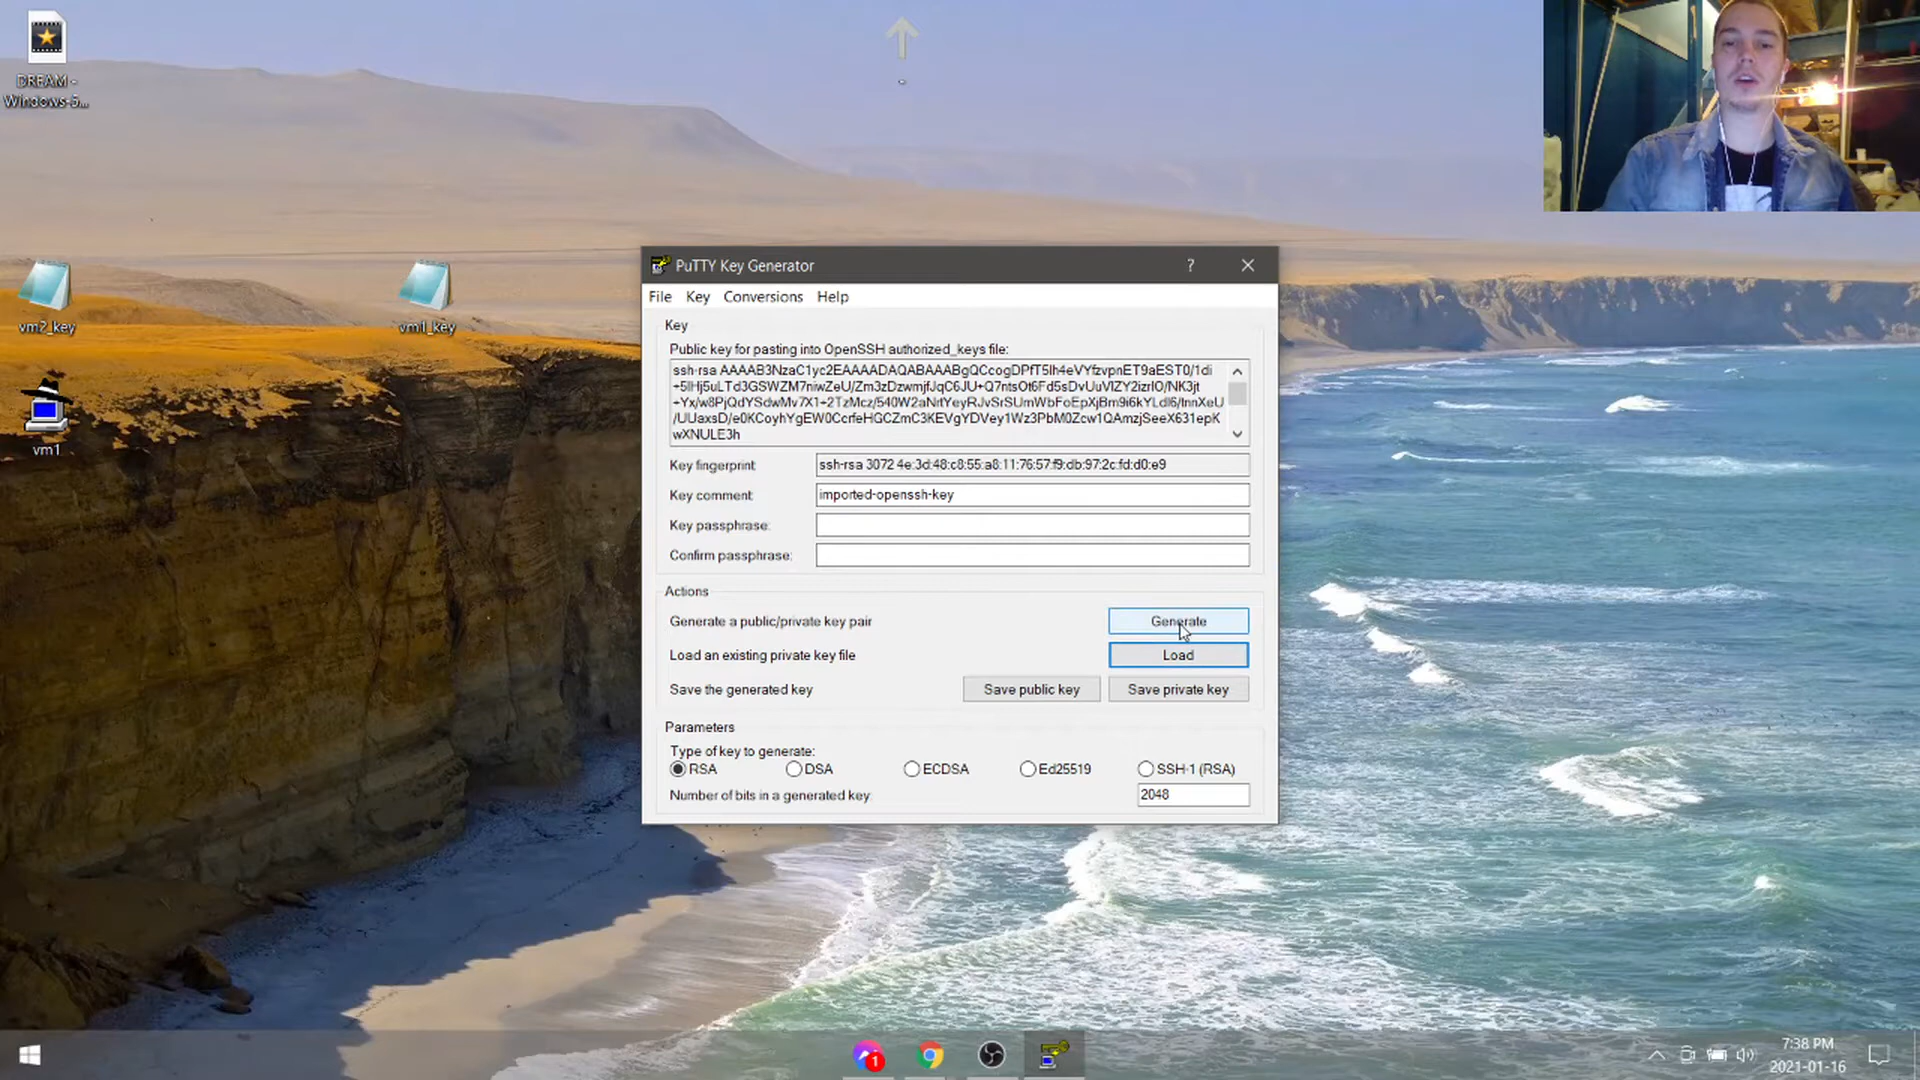 DREAM -
Windows-5...
vm2_key
vm1_key
vm1
PuTTY Key Generator
?
File Key Conversions Help
Key
Public key for pasting into OpenSSH authorized_keys file:
ssh-rsa AAAAB3NzaC1yc2EAAAADAQABAAABgQCcogDPfT5lh4eVYfzvpnET9aEST0/1di
+5lHj5uLTd3GSWZM7niwZeU/Zm3zDzwmjfJqC6JU+Q7ntsOt6Fd5sDvUuVlZY2izrlO/NK3jt
+Yx/w8PjQdYSdwMv7X1+2TzMcz/540W2aNrtYeyRJvSrSUmWbFoEpXjBm9i6kYLdl6/lnnXeU
/UUaxsD/e0KCoyhYgEW0CcrfeHGCZmC3KEVgYDVey1Wz3PbM0Zcw1QAmzjSeeX631epK
wXNULE3h
Key fingerprint: ssh-rsa 3072 4e:3d:48:c8:55:a8:11:76:57:f9:db:97:2c:fd:d0:e9
Key comment: imported-openssh-key
Key passphrase:
Confirm passphrase:
Actions
Generate a public/private key pair Generate
Load an existing private key file Load
Save the generated key Save public key Save private key
Parameters
Type of key to generate:
RSA DSA ECDSA Ed25519 SSH-1 (RSA)
Number of bits in a generated key: 2048
1
7:38 PM
2021-01-16